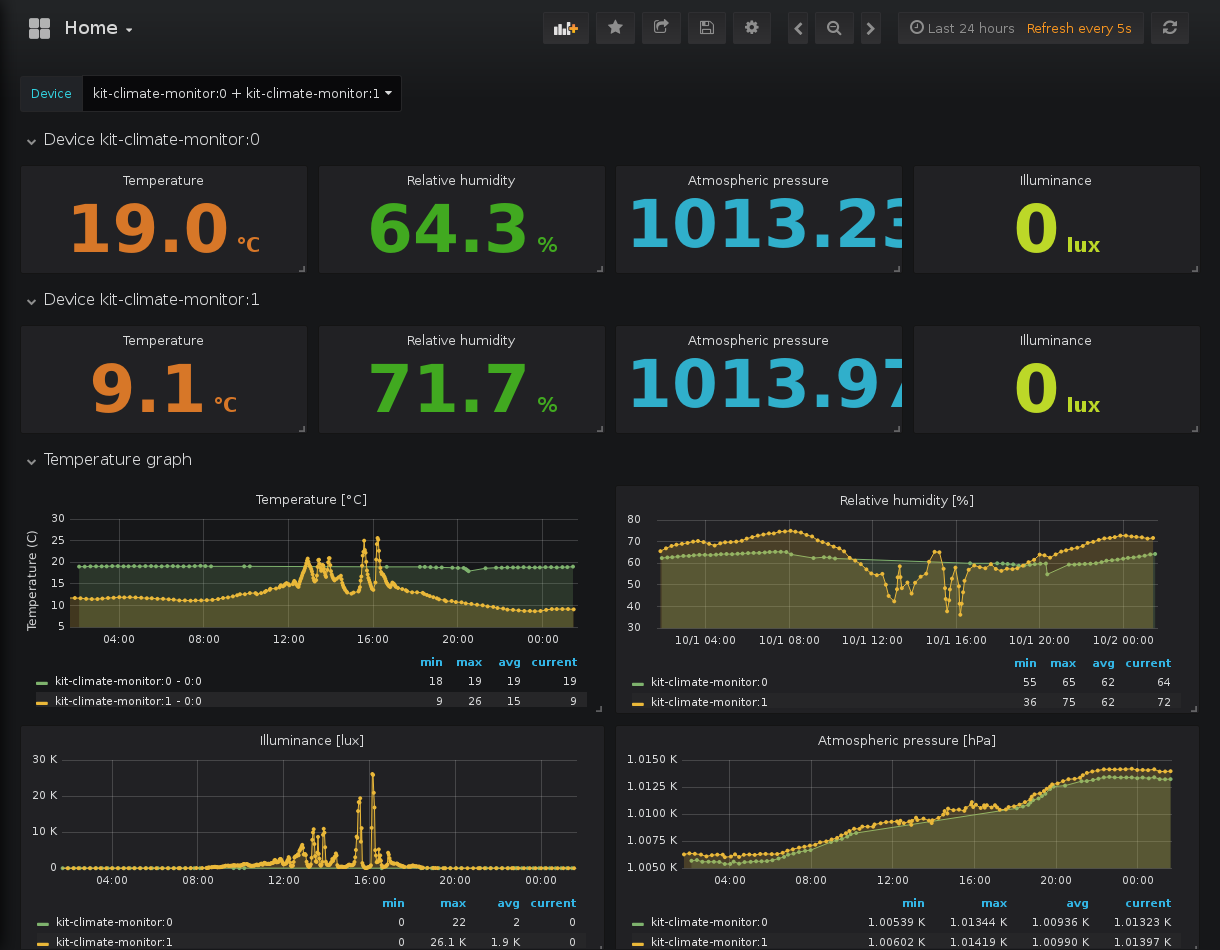 Home
Last 24 hours Refresh every 5s
Device kit-climate-monitor:0 + kit-climate-monitor:1
Device kit-climate-monitor:0
Temperature Relative humidity Atmospheric pressure Illuminance
19.0 °C 64.3 % 1013.23 0 lux
Device kit-climate-monitor:1
Temperature Relative humidity Atmospheric pressure Illuminance
9.1 °C 71.7 % 1013.97 0 lux
Temperature graph
Temperature [°C]
Temperature (C)
30
25
20
15
10
5
04:00 08:00 12:00 16:00 20:00 00:00
min max avg current
kit-climate-monitor:0 - 0:0 18 19 19 19
kit-climate-monitor:1 - 0:0 9 26 15 9
Relative humidity [%]
80
70
60
50
40
30
10/1 04:00 10/1 08:00 10/1 12:00 10/1 16:00 10/1 20:00 10/2 00:00
min max avg current
kit-climate-monitor:0 55 65 62 64
kit-climate-monitor:1 36 75 62 72
Illuminance [lux]
30 K
20 K
10 K
0
04:00 08:00 12:00 16:00 20:00 00:00
min max avg current
kit-climate-monitor:0 0 22 2 0
kit-climate-monitor:1 0 26.1 K 1.9 K 0
Atmospheric pressure [hPa]
1.0150 K
1.0125 K
1.0100 K
1.0075 K
1.0050 K
04:00 08:00 12:00 16:00 20:00 00:00
min max avg current
kit-climate-monitor:0 1.00539 K 1.01344 K 1.00936 K 1.01323 K
kit-climate-monitor:1 1.00602 K 1.01419 K 1.00990 K 1.01397 K